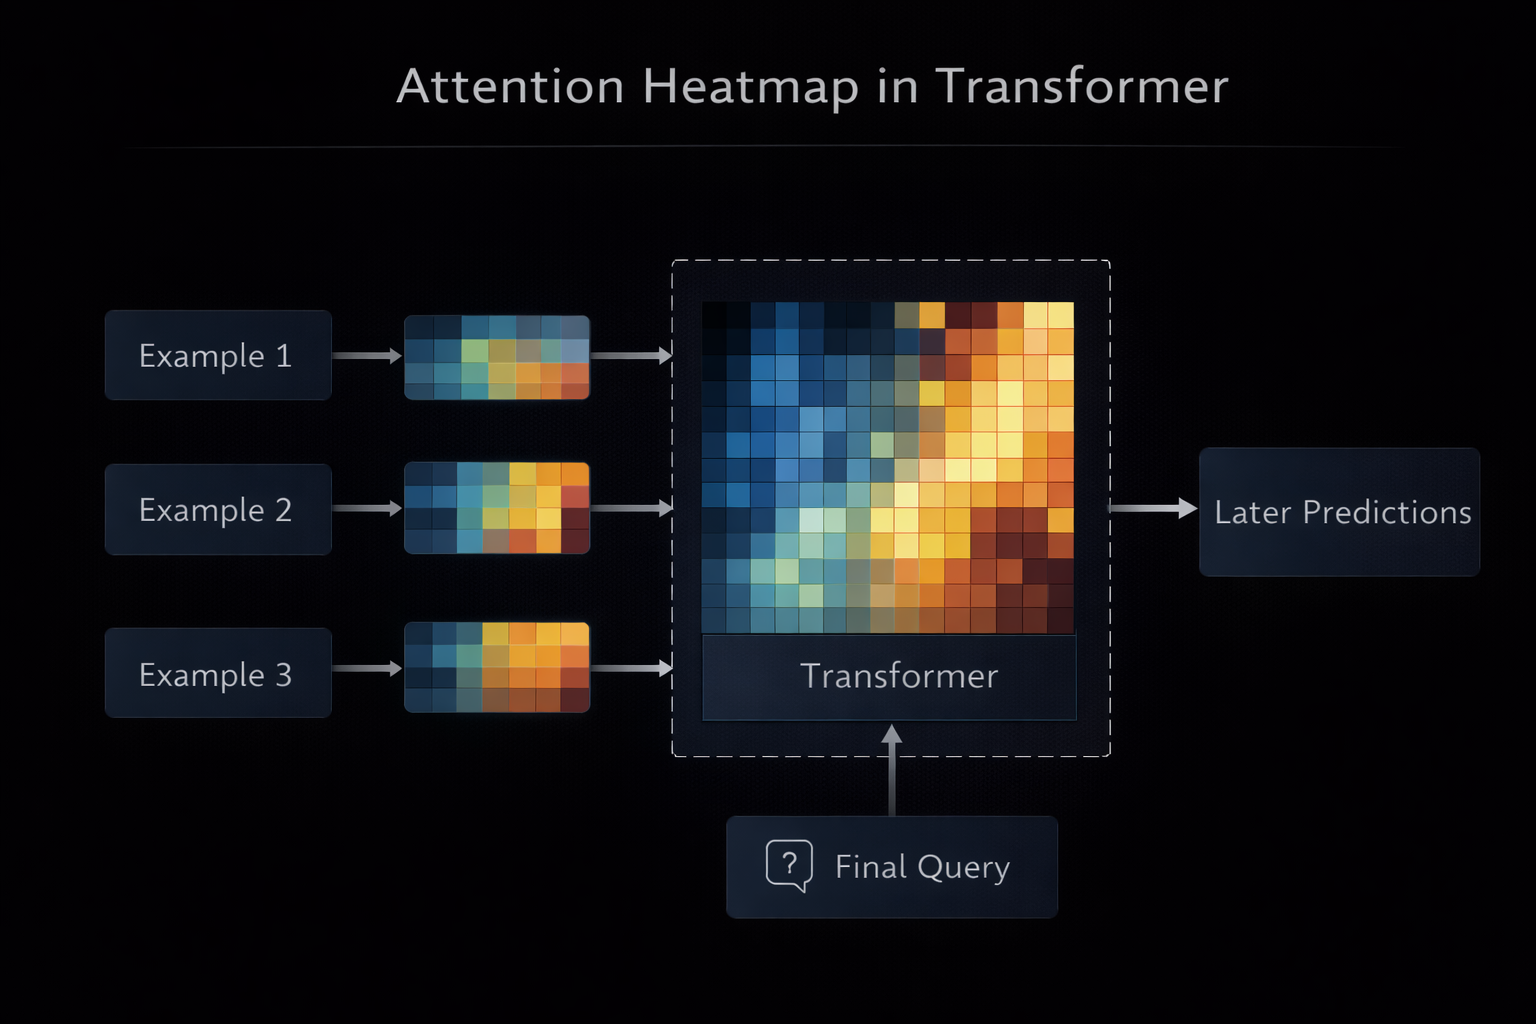 Attention Heatmap in Transformer
Example 1
Example 2
Example 3
Transformer
Later Predictions
? Final Query